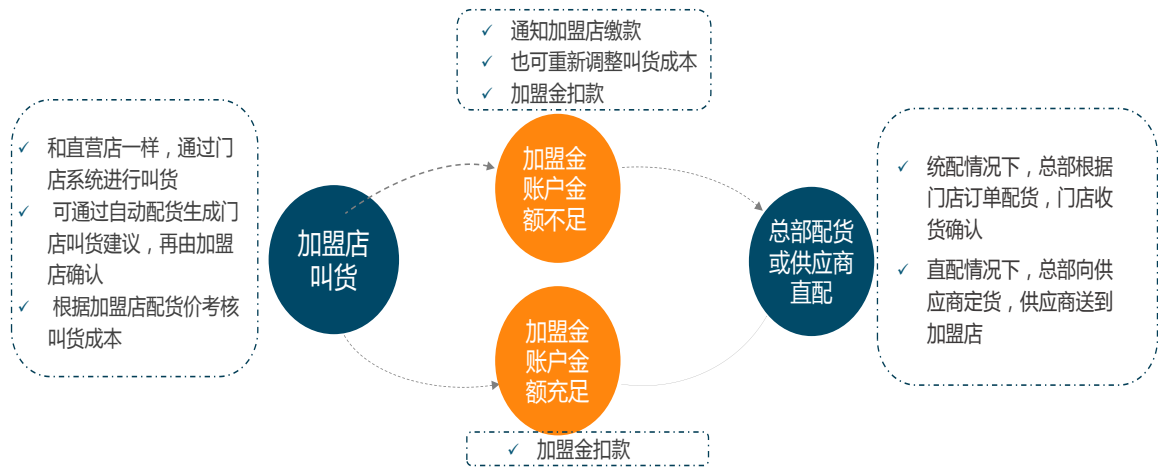 通知加盟店缴款
也可重新调整叫货成本
加盟金扣款
和直营店一样，通过门
店系统进行叫货
可通过自动配货生成门
店叫货建议，再由加盟
店确认
根据加盟店配货价考核
叫货成本
加盟店
叫货
加盟金
账户金
额不足
加盟金
账户金
额充足
加盟金扣款
总部配货
或供应商
直配
统配情况下，总部根据
门店订单配货，门店收
货确认
直配情况下，总部向供
应商定货，供应商送到
加盟店